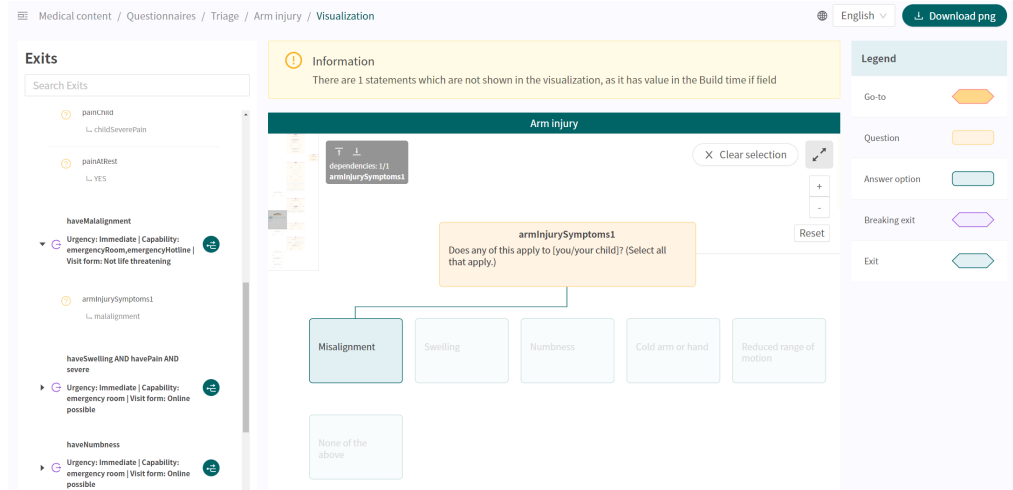 Medical content / Questionnaires / Triage / Arm injury / Visualization
English
Download png
Exits
Search Exits
painChild
childSeverePain
painAtRest
YES
haveMalalignment
Urgency: Immediate | Capability:
emergencyRoom,emergencyHotline |
Visit form: Not life threatening
armInjurySymptoms1
malalignment
haveSwelling AND havePain AND
severe
Urgency: Immediate | Capability:
emergency room | Visit form: Online
possible
haveNumbness
Urgency: Immediate | Capability:
emergency room | Visit form: Online
possible
Information
There are 1 statements which are not shown in the visualization, as it has value in the Build time if field
Arm injury
dependencies: 1/1
armInjurySymptoms1
Clear selection
+
-
Reset
armInjurySymptoms1
Does any of this apply to [you/your child]? (Select all
that apply.)
Misalignment
Swelling
Numbness
Cold arm or hand
Reduced range of
motion
None of the
above
Legend
Go-to
Question
Answer option
Breaking exit
Exit